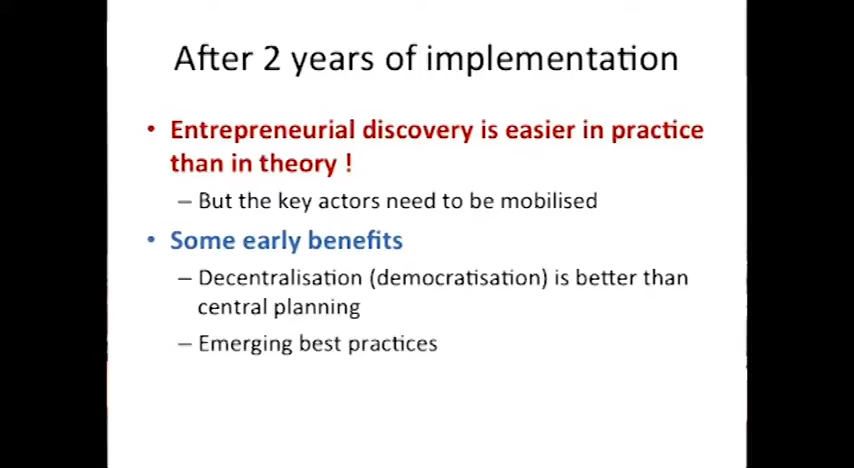 After 2 years of implementation
• Entrepreneurial discovery is easier in practice
than in theory !
– But the key actors need to be mobilised
• Some early benefits
– Decentralisation (democratisation) is better than
central planning
– Emerging best practices